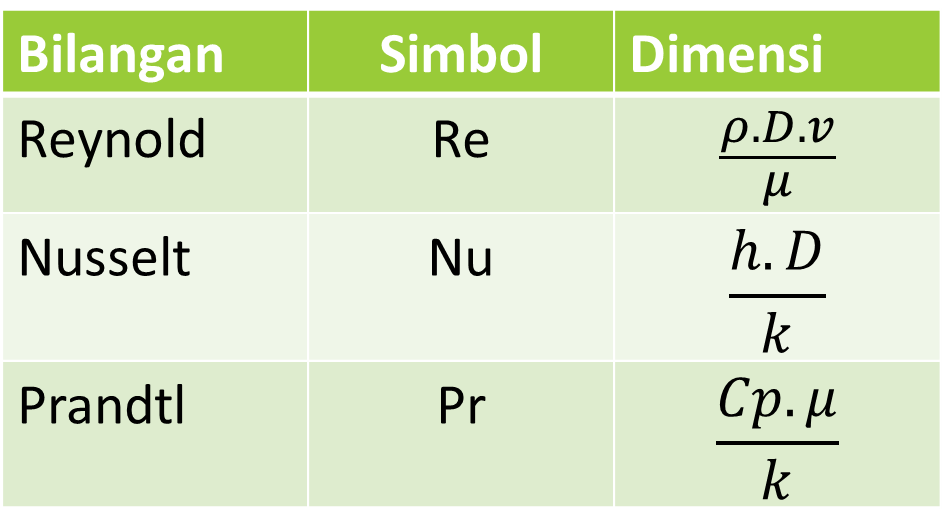 Bilangan Simbol Dimensi
Reynold Re ρ.D.v
μ
Nusselt Nu h. D
k
Prandtl Pr Cp. μ
k